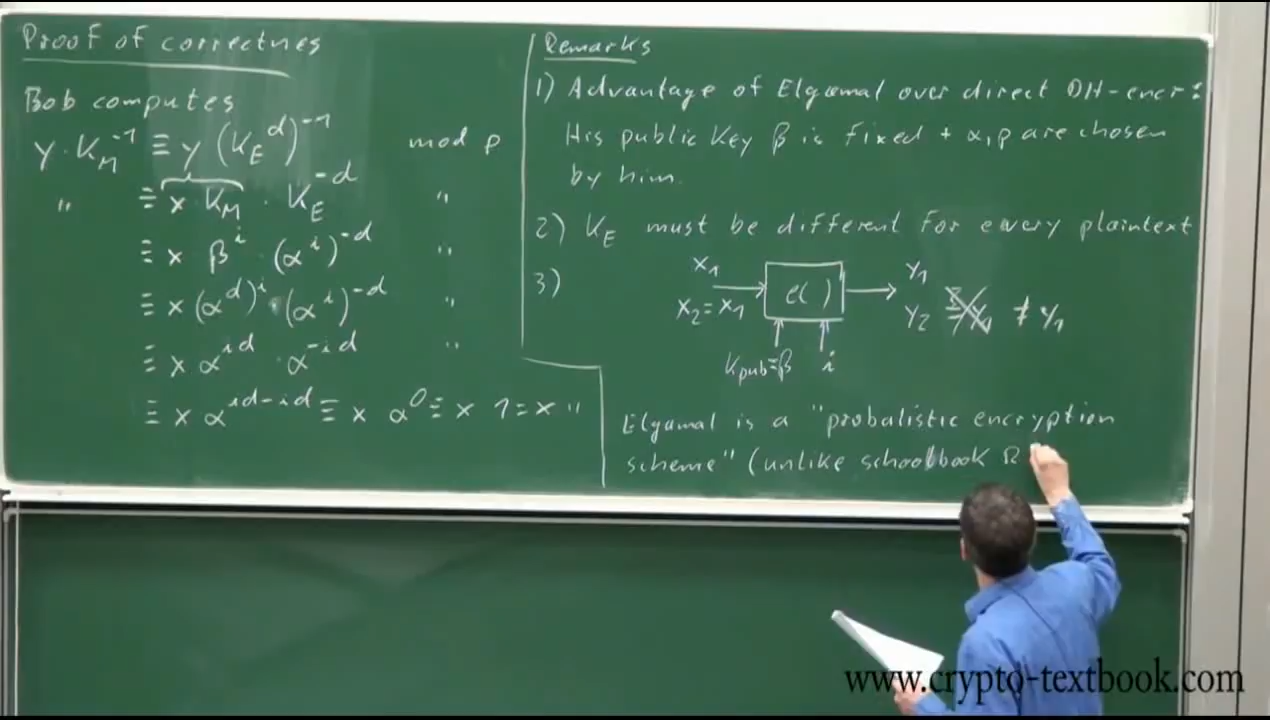 Proof of correctnes
Bob computes
y · K_M^-1 ≡ y (K_E^d)^-1 mod p
" ≡ x · K_M · K_E^-d "
≡ x β^i · (α^i)^-d "
≡ x (α^d)^i · (α^i)^-d "
≡ x α^id · α^-id "
≡ x α^id-id ≡ x α^0 ≡ x 1 = x "
Remarks
1) Advantage of Elgamal over direct DH-encr:
His public key β is fixed + α, p are chosen
by him.
2) K_E must be different for every plaintext
3)
x_1 e( ) y_1
x_2 = x_1 y_2 ≠ y_1
K_pub = β i
Elgamal is a "probalistic encryption
scheme" (unlike schoolbook R
www.crypto-textbook.com